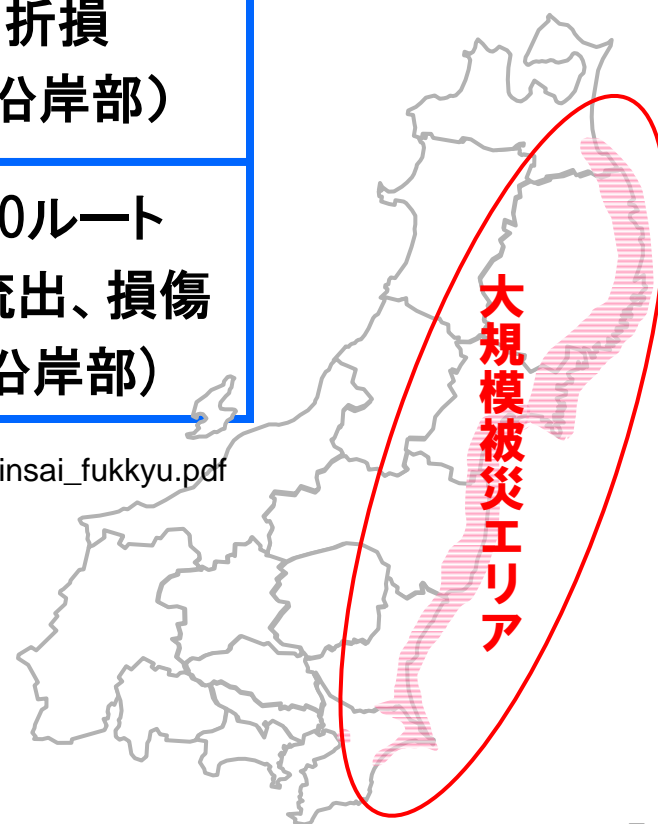 折損
沿岸部）
0ルート
流出、損傷
沿岸部）
insai_fukkyu.pdf
大規模被災エリア